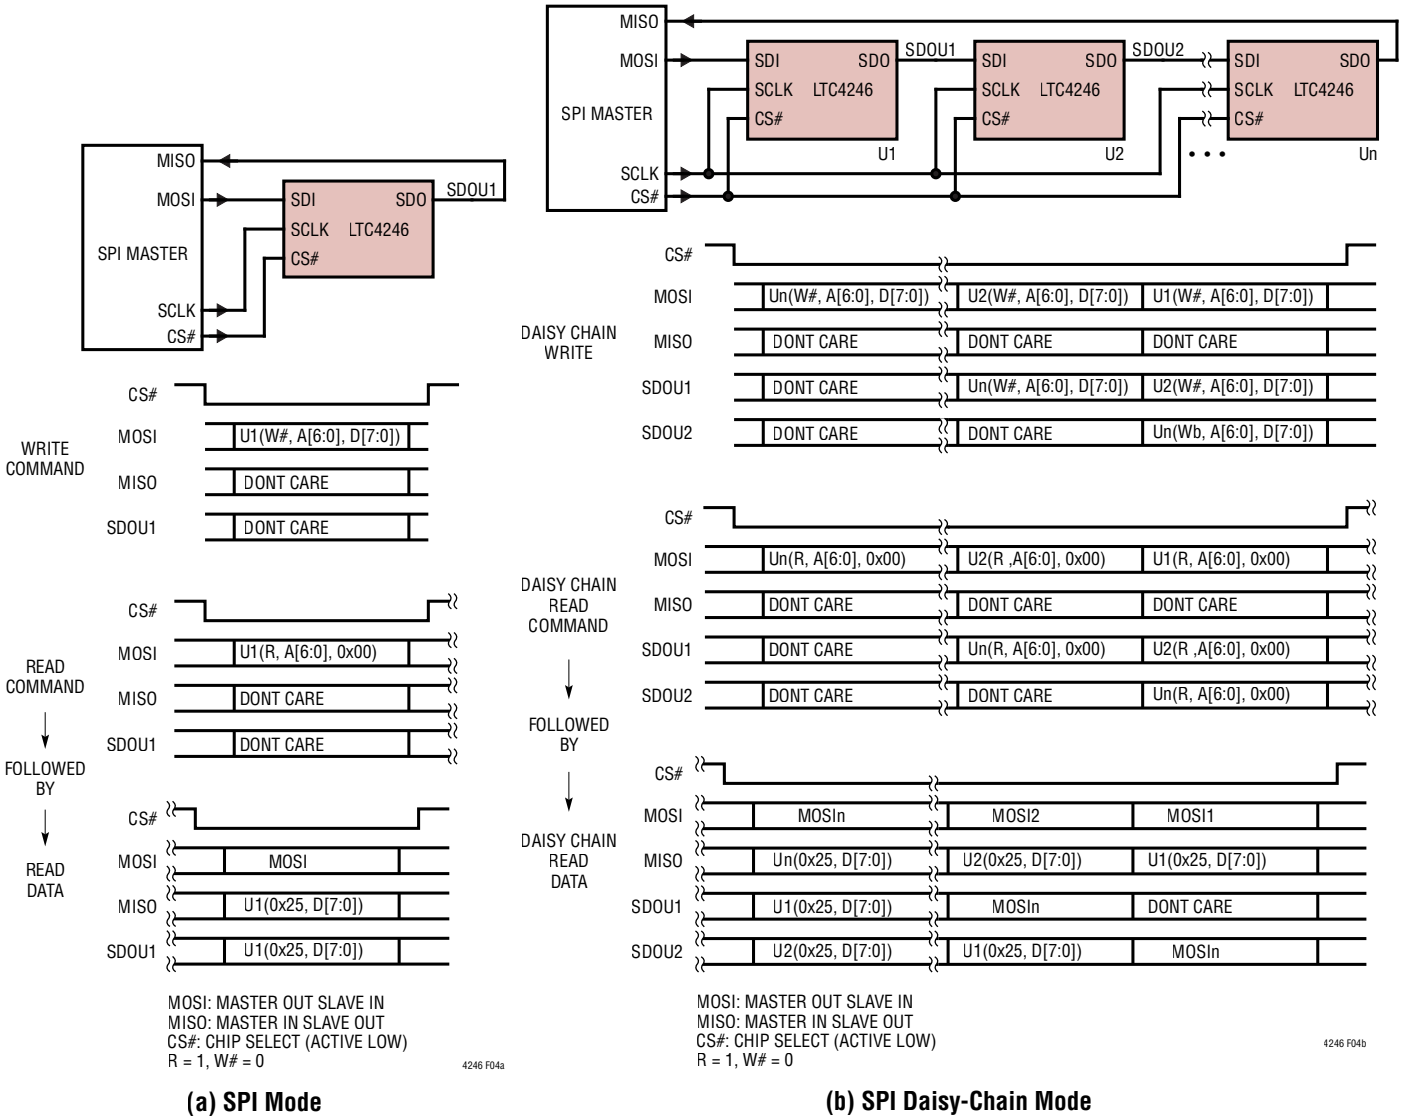 MISO
MOSI
SPI MASTER
SCLK
CS#
SDI
SDO
SCLK
LTC4246
CS#
SDOU1
CS#
WRITE
COMMAND
MOSI
U1(W#, A[6:0], D[7:0])
MISO
DONT CARE
SDOU1
DONT CARE
CS#
READ
COMMAND
MOSI
U1(R, A[6:0], 0x00)
MISO
DONT CARE
SDOU1
DONT CARE
FOLLOWED
BY
CS#
READ
DATA
MOSI
MOSI
MISO
U1(0x25, D[7:0])
SDOU1
U1(0x25, D[7:0])
MOSI: MASTER OUT SLAVE IN
MISO: MASTER IN SLAVE OUT
CS#: CHIP SELECT (ACTIVE LOW)
R = 1, W# = 0
4246 F04a
(a) SPI Mode
MISO
MOSI
SPI MASTER
SCLK
CS#
SDI
SDO
SCLK
LTC4246
CS#
U1
SDOU1
SDI
SDO
SCLK
LTC4246
CS#
U2
SDOU2
SDI
SDO
SCLK
LTC4246
CS#
• • •
Un
DAISY CHAIN
WRITE
CS#
MOSI
Un(W#, A[6:0], D[7:0])
U2(W#, A[6:0], D[7:0])
U1(W#, A[6:0], D[7:0])
MISO
DONT CARE
DONT CARE
DONT CARE
SDOU1
DONT CARE
Un(W#, A[6:0], D[7:0])
U2(W#, A[6:0], D[7:0])
SDOU2
DONT CARE
DONT CARE
Un(Wb, A[6:0], D[7:0])
DAISY CHAIN
READ
COMMAND
CS#
MOSI
Un(R, A[6:0], 0x00)
U2(R ,A[6:0], 0x00)
U1(R, A[6:0], 0x00)
MISO
DONT CARE
DONT CARE
DONT CARE
SDOU1
DONT CARE
Un(R, A[6:0], 0x00)
U2(R ,A[6:0], 0x00)
SDOU2
DONT CARE
DONT CARE
Un(R, A[6:0], 0x00)
FOLLOWED
BY
DAISY CHAIN
READ
DATA
CS#
MOSI
MOSIn
MOSI2
MOSI1
MISO
Un(0x25, D[7:0])
U2(0x25, D[7:0])
U1(0x25, D[7:0])
SDOU1
U1(0x25, D[7:0])
MOSIn
DONT CARE
SDOU2
U2(0x25, D[7:0])
U1(0x25, D[7:0])
MOSIn
MOSI: MASTER OUT SLAVE IN
MISO: MASTER IN SLAVE OUT
CS#: CHIP SELECT (ACTIVE LOW)
R = 1, W# = 0
4246 F04b
(b) SPI Daisy-Chain Mode